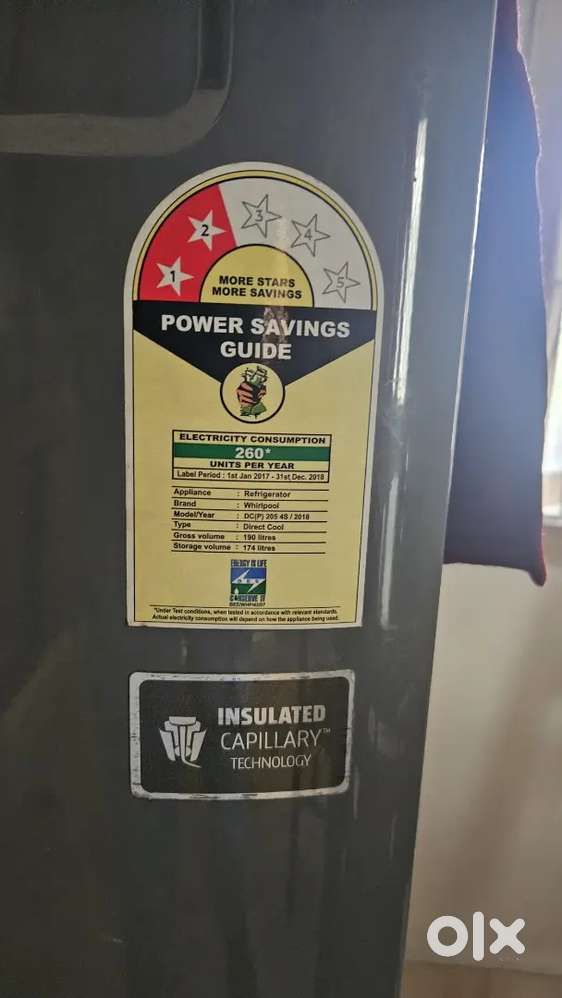 1
2
3
4
5
MORE STARS
MORE SAVINGS
POWER SAVINGS
GUIDE
ELECTRICITY CONSUMPTION
260*
UNITS PER YEAR
Label Period : 1st Jan 2017 - 31st Dec. 2018
Appliance : Refrigerator
Brand : Whirlpool
Model/Year : DC(P) 205 4S / 2018
Type : Direct Cool
Gross volume : 190 litres
Storage volume : 174 litres
ENERGY IS LIFE
BEE
CONSERVE IT
*Under Test conditions, when tested in accordance with relevant standards.
Actual electricity consumption will depend on how the appliance being used.
INSULATED
CAPILLARY™
TECHNOLOGY
olx